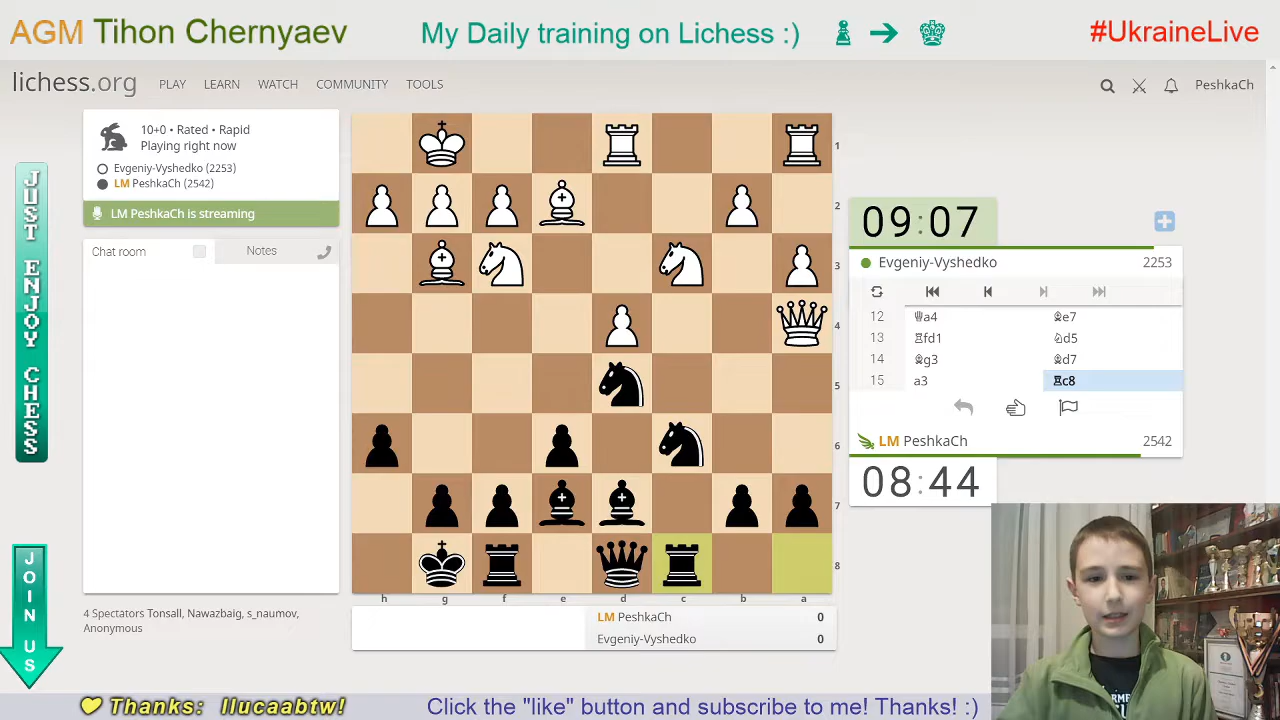 AGM Tihon Chernyaev
My Daily training on Lichess :)
#UkraineLive
lichess.org
PLAY LEARN WATCH COMMUNITY TOOLS
PeshkaCh
10+0 • Rated • Rapid
Playing right now
Evgeniy-Vyshedko (2253)
LM PeshkaCh (2542)
LM PeshkaCh is streaming
Chat room
Notes
4 Spectators Tonsall, Nawazbaig, s_naumov,
Anonymous
JUST ENJOY CHESS
JOIN US
1
2
3
4
5
6
7
8
h g f e d c b a
LM PeshkaCh 0
Evgeniy-Vyshedko 0
09:07
Evgeniy-Vyshedko 2253
12 ♕a4 ♝e7
13 ♖fd1 ♞d5
14 ♗g3 ♝d7
15 a3 ♜c8
LM PeshkaCh 2542
08:44
Thanks: llucaabtw!
Click the "like" button and subscribe to me! Thanks! :)